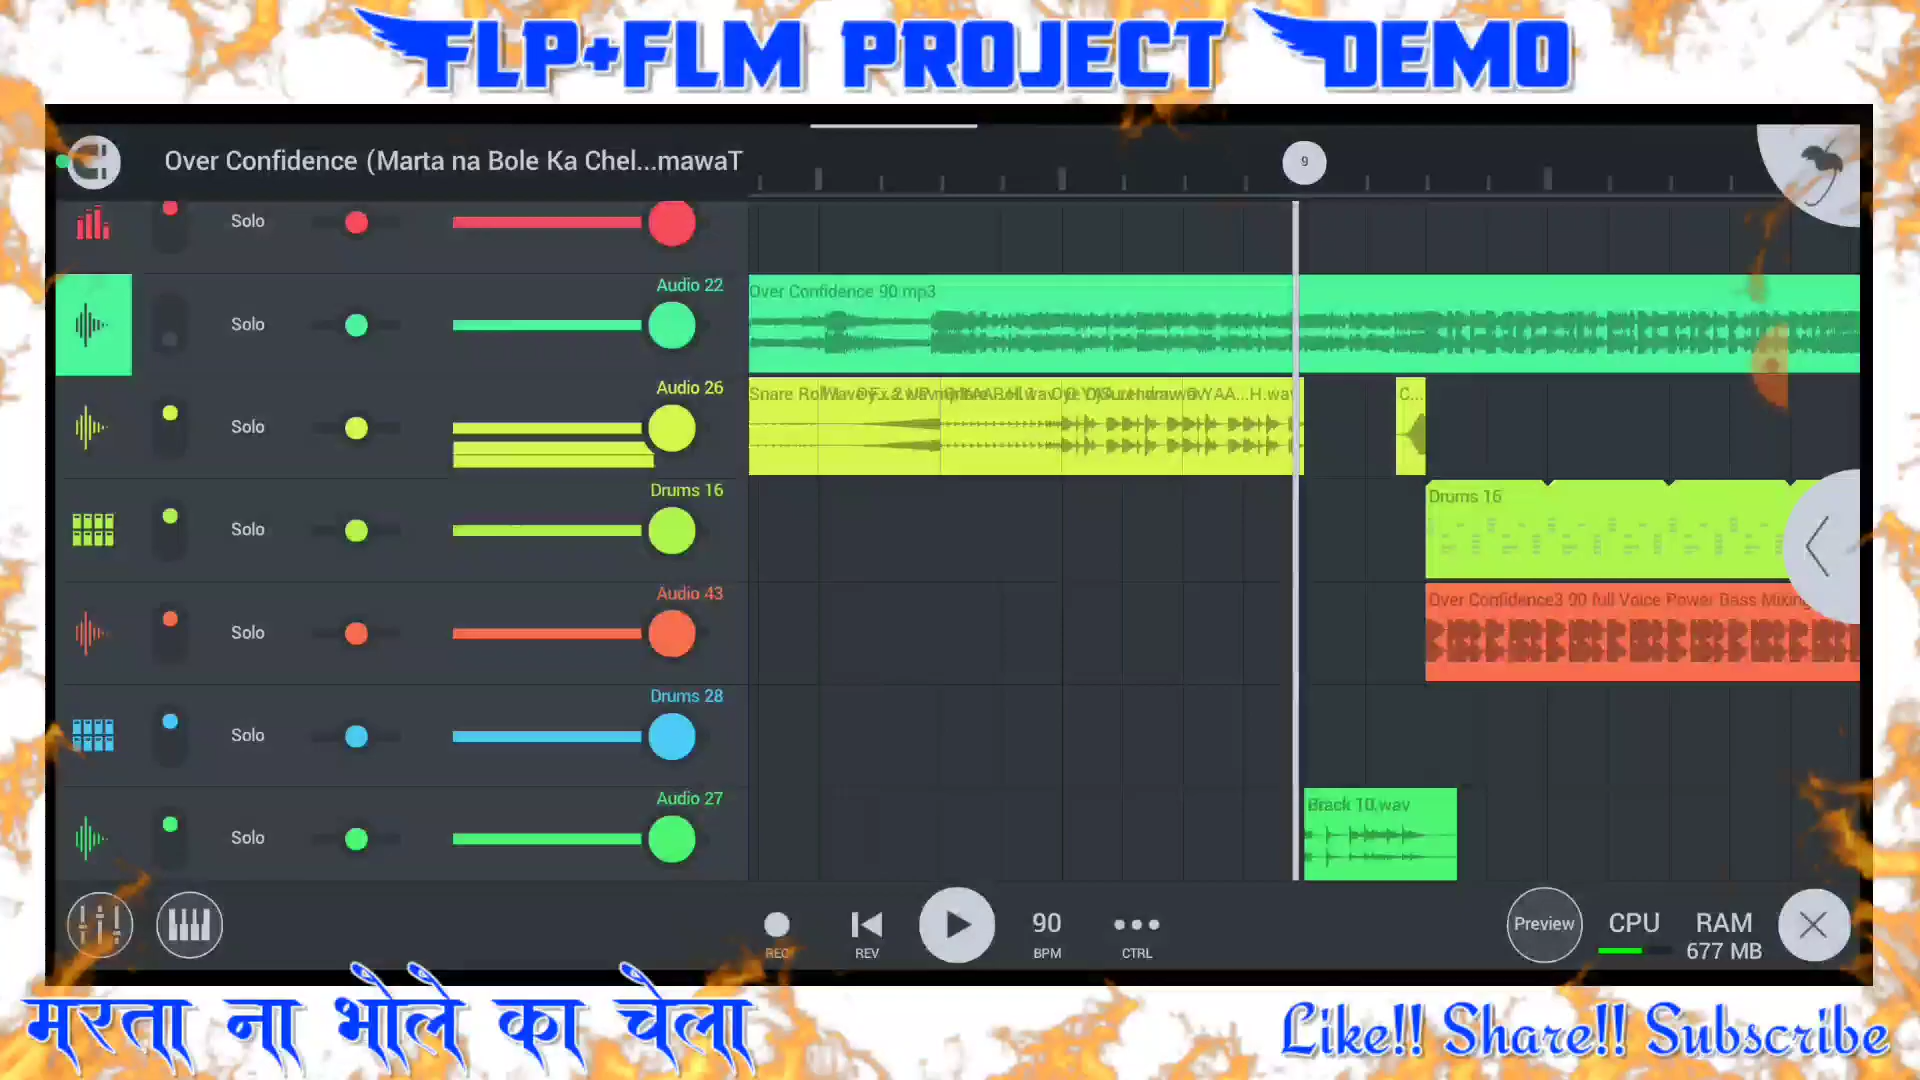 FLP+FLM PROJECT DEMO
Over Confidence (Marta na Bole Ka Chel...mawaT
9
Solo
Audio 22
Solo
Over Confidence 90.mp3
Audio 26
Solo
Snare Roll
C...
Drums 16
Solo
Drums 16
Audio 43
Solo
Over Confidence3 90 full Voice Power Bass Mixing
Drums 28
Solo
Audio 27
Solo
Brack 10.wav
REC
REV
90
BPM
CTRL
Preview
CPU
RAM
677 MB
मरता ना भोले का चेला
Like!! Share!! Subscribe